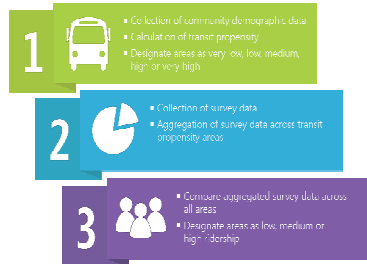 1
▪ Collection of community demographic data
▪ Calculation of transit propensity
▪ Designate areas as very low, low, medium,
high or very high
2
▪ Collection of survey data
▪ Aggregation of survey data across transit
propensity areas
3
▪ Compare aggregated survey data across
all areas
▪ Designate areas as low, medium or
high ridership